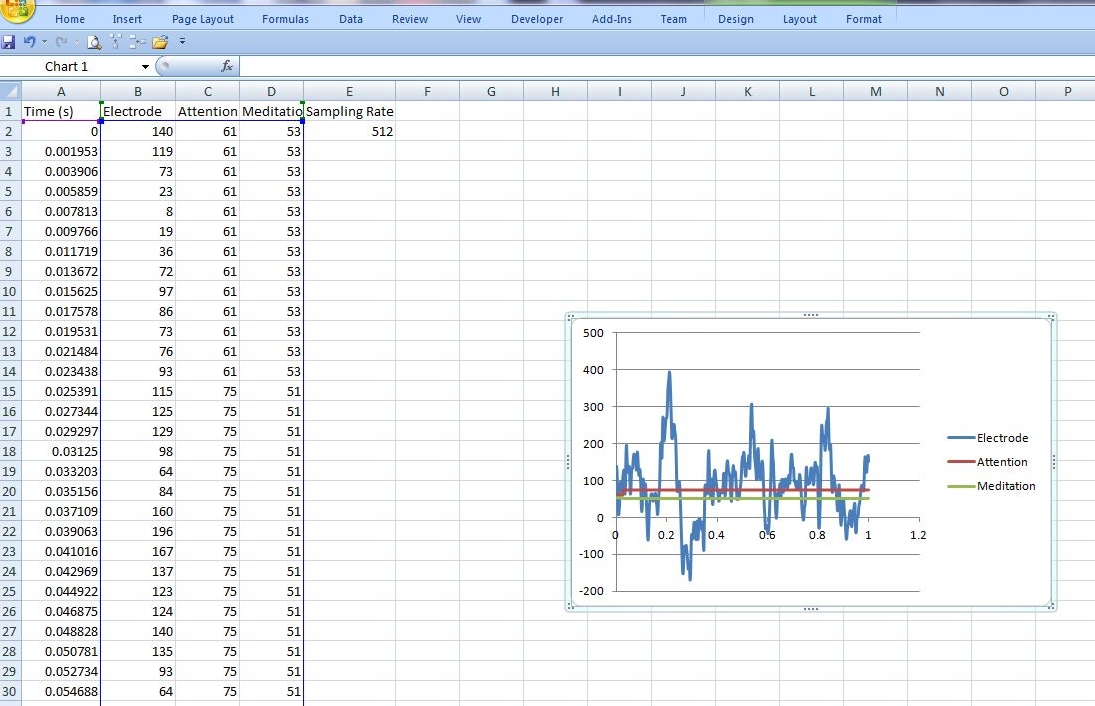 Home Insert Page Layout Formulas Data Review View Developer Add-Ins Team Design Layout Format
Chart 1 fx
A B C D E F G H I J K L M N O P
1 Time (s) Electrode Attention Meditatio Sampling Rate
2 0 140 61 53 512
3 0.001953 119 61 53
4 0.003906 73 61 53
5 0.005859 23 61 53
6 0.007813 8 61 53
7 0.009766 19 61 53
8 0.011719 36 61 53
9 0.013672 72 61 53
10 0.015625 97 61 53
11 0.017578 86 61 53
12 0.019531 73 61 53
13 0.021484 76 61 53
14 0.023438 93 61 53
15 0.025391 115 75 51
16 0.027344 125 75 51
17 0.029297 129 75 51
18 0.03125 98 75 51
19 0.033203 64 75 51
20 0.035156 84 75 51
21 0.037109 160 75 51
22 0.039063 196 75 51
23 0.041016 167 75 51
24 0.042969 137 75 51
25 0.044922 123 75 51
26 0.046875 124 75 51
27 0.048828 140 75 51
28 0.050781 135 75 51
29 0.052734 93 75 51
30 0.054688 64 75 51
500
400
300
200
100
0
-100
-200
0 0.2 0.4 0.6 0.8 1 1.2
Electrode
Attention
Meditation